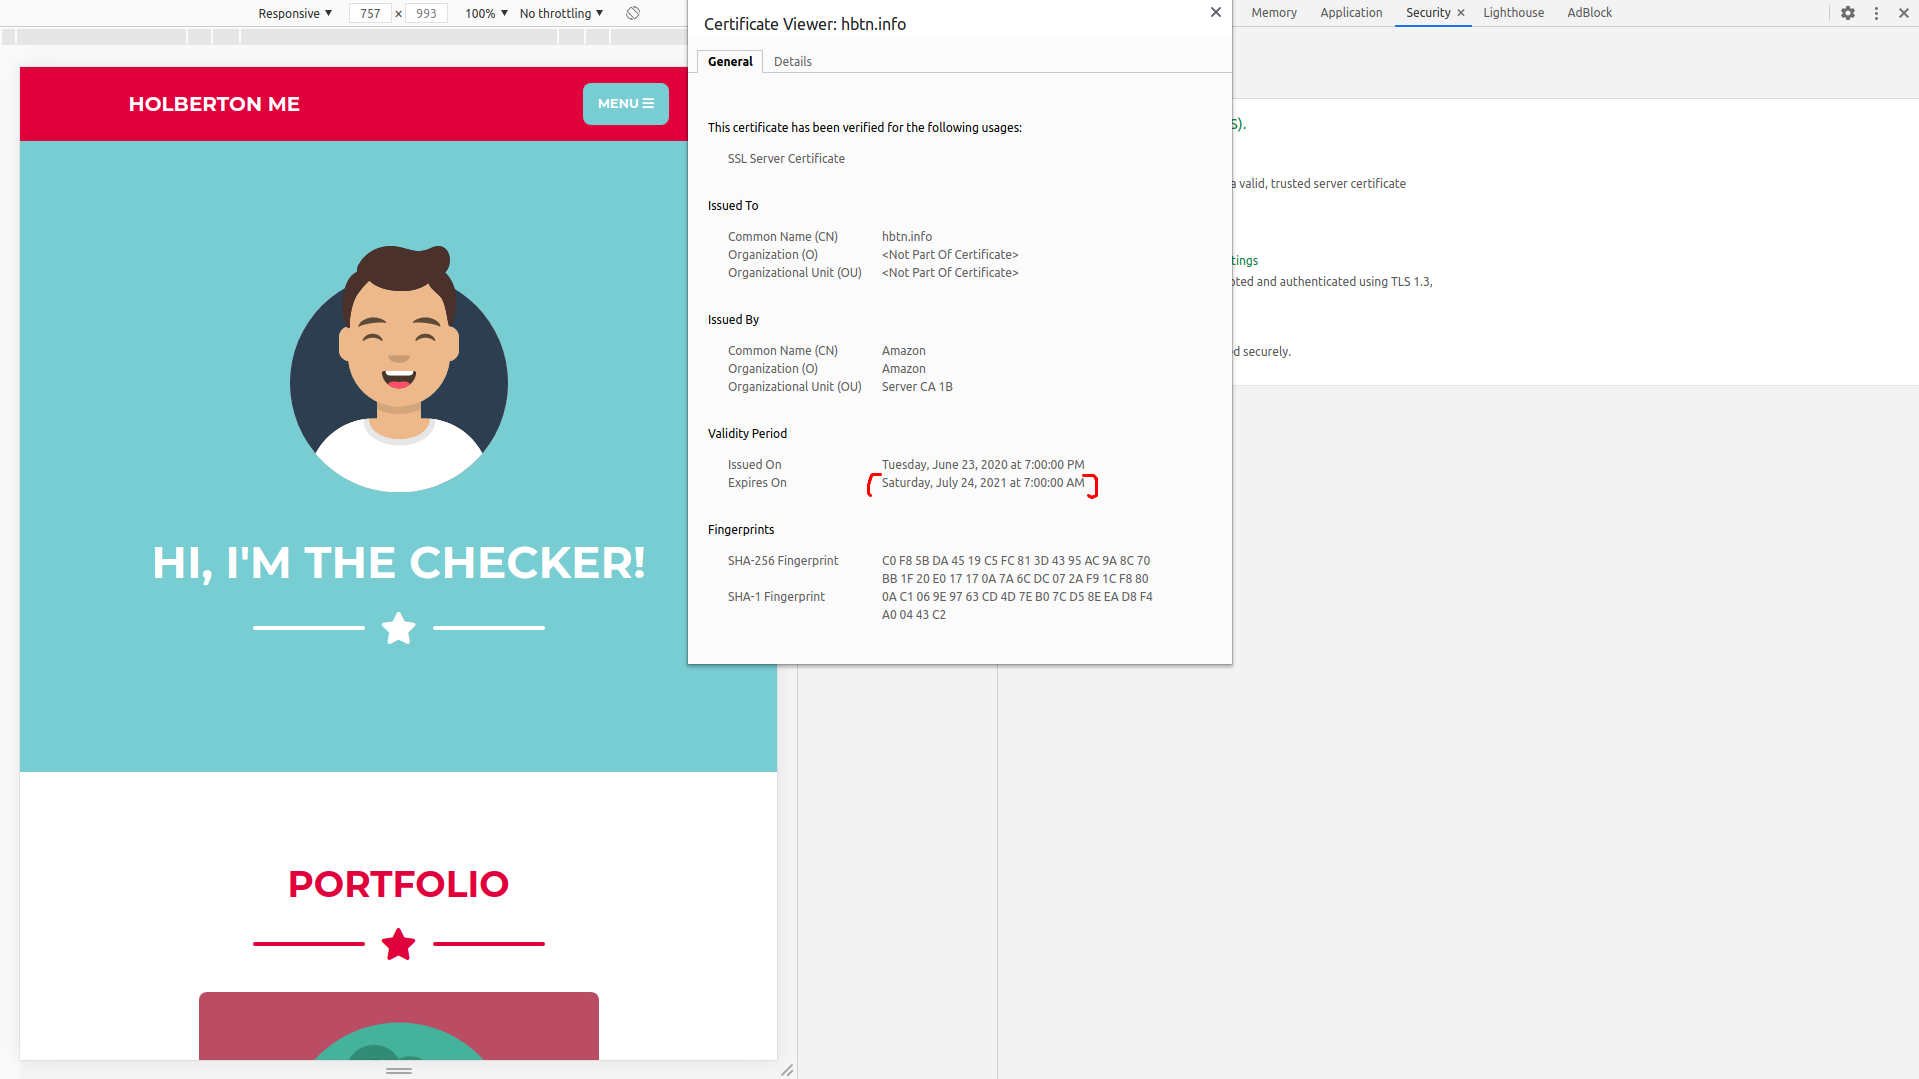 Responsive ▼ 757 × 993 100% ▼ No throttling ▼
Certificate Viewer: hbtn.info
Memory Application Security × Lighthouse AdBlock
General Details
HOLBERTON ME
MENU
This certificate has been verified for the following usages:
SSL Server Certificate
Issued To
Common Name (CN) hbtn.info
Organization (O) <Not Part Of Certificate>
Organizational Unit (OU) <Not Part Of Certificate>
Issued By
Common Name (CN) Amazon
Organization (O) Amazon
Organizational Unit (OU) Server CA 1B
Validity Period
Issued On Tuesday, June 23, 2020 at 7:00:00 PM
Expires On Saturday, July 24, 2021 at 7:00:00 AM
Fingerprints
SHA-256 Fingerprint C0 F8 5B DA 45 19 C5 FC 81 3D 43 95 AC 9A 8C 70
BB 1F 20 E0 17 17 0A 7A 6C DC 07 2A F9 1C F8 80
SHA-1 Fingerprint 0A C1 06 9E 97 63 CD 4D 7E B0 7C D5 8E EA D8 F4
A0 04 43 C2
S).
a valid, trusted server certificate
tings
pted and authenticated using TLS 1.3,
d securely.
HI, I'M THE CHECKER!
PORTFOLIO